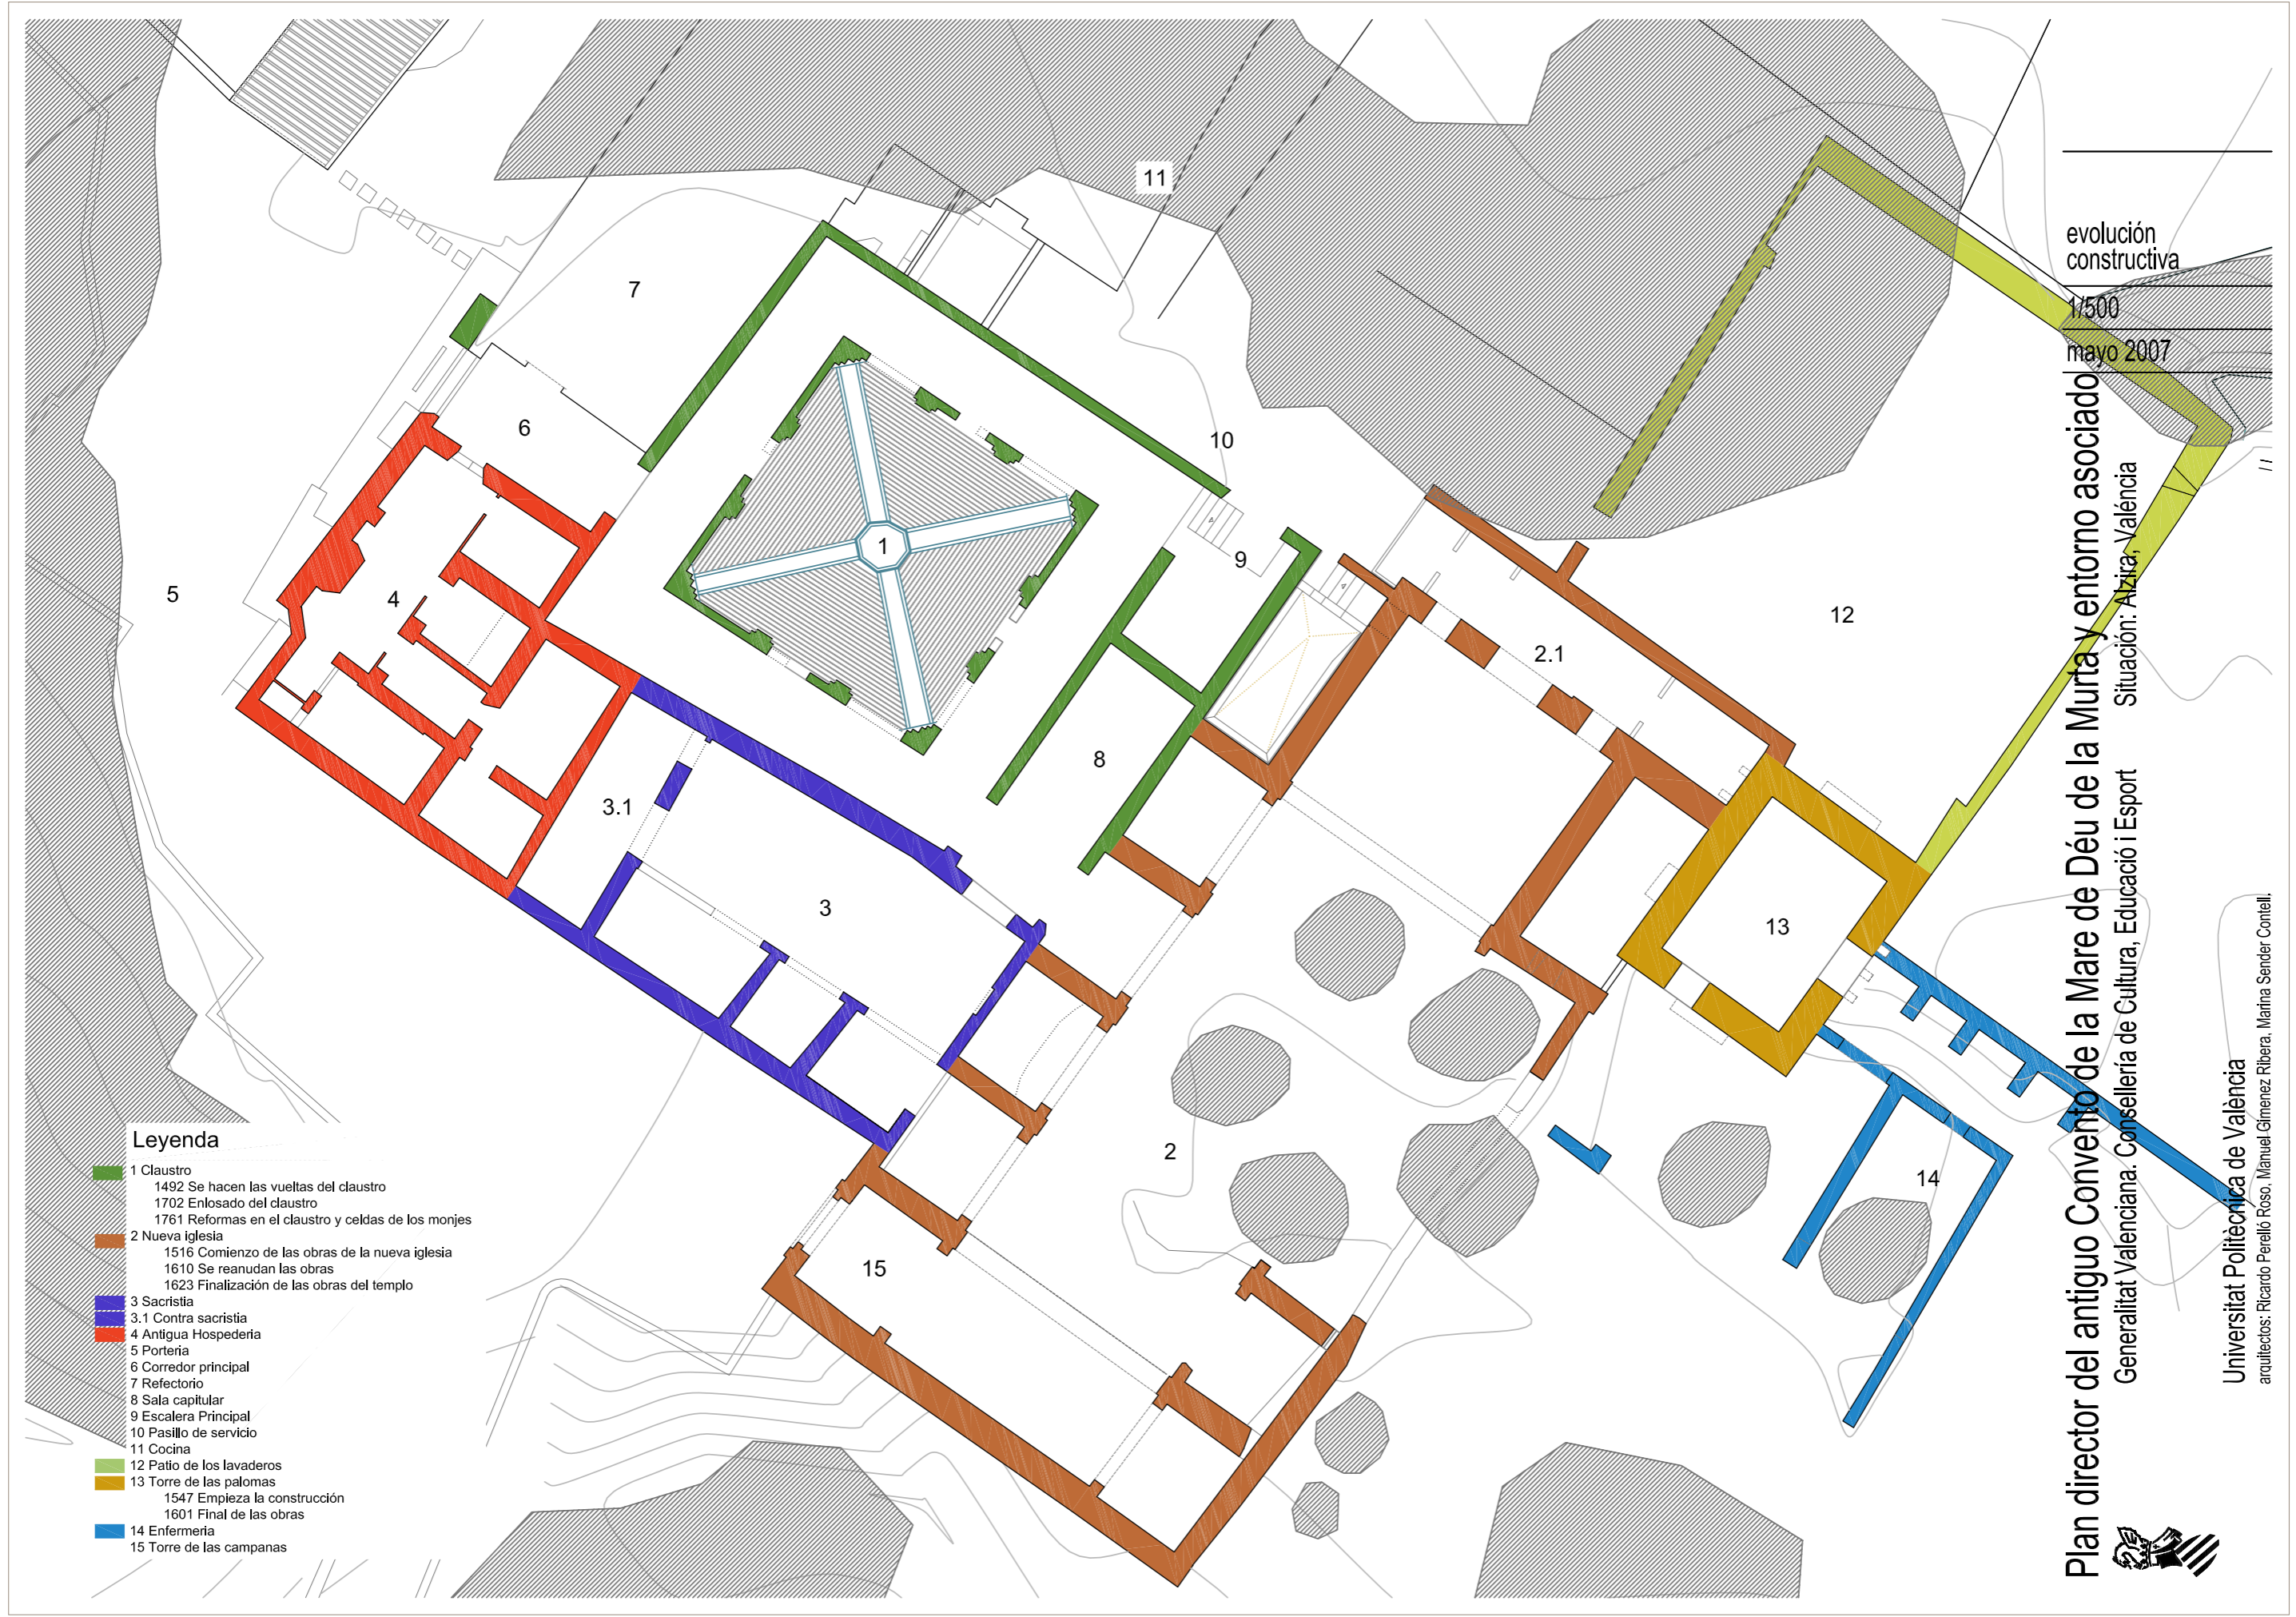 11
7
6
10
1
9
5
4
12
2.1
8
3.1
3
13
2
14
15
Leyenda
1 Claustro
1492 Se hacen las vueltas del claustro
1702 Enlosado del claustro
1761 Reformas en el claustro y celdas de los monjes
2 Nueva iglesia
1516 Comienzo de las obras de la nueva iglesia
1610 Se reanudan las obras
1623 Finalización de las obras del templo
3 Sacristia
3.1 Contra sacristia
4 Antigua Hospederia
5 Porteria
6 Corredor principal
7 Refectorio
8 Sala capitular
9 Escalera Principal
10 Pasillo de servicio
11 Cocina
12 Patio de los lavaderos
13 Torre de las palomas
1547 Empieza la construcción
1601 Final de las obras
14 Enfermeria
15 Torre de las campanas
evolución
constructiva
1/500
mayo 2007
Plan director del antiguo Convento de la Mare de Déu de la Murta y entorno asociado
Generalitat Valenciana. Consellería de Cultura, Educació i Esport
Situación: Alzira, València
Universitat Politècnica de València
arquitectos: Ricardo Perelló Roso, Manuel Gimenez Ribera, Marina Sender Contell.